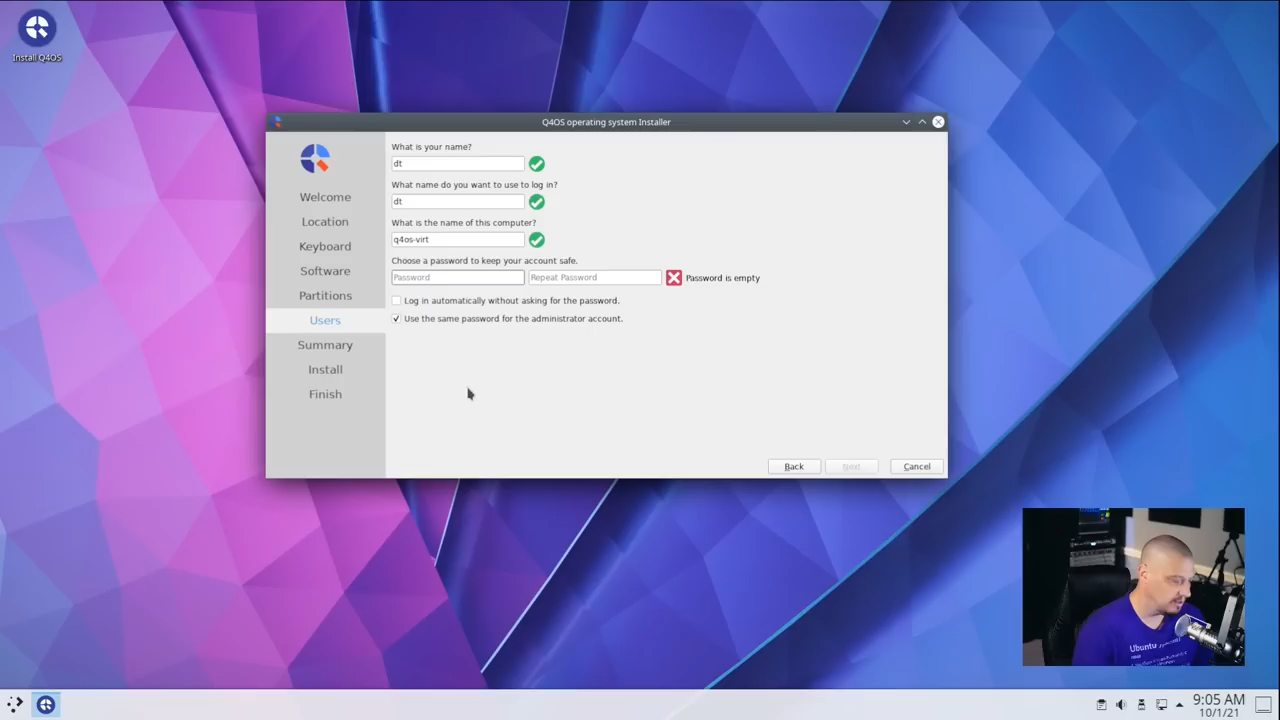 Install Q4OS
Q4OS operating system Installer
Welcome
Location
Keyboard
Software
Partitions
Users
Summary
Install
Finish
What is your name?
dt
What name do you want to use to log in?
dt
What is the name of this computer?
q4os-virt
Choose a password to keep your account safe.
Password Repeat Password Password is empty
Log in automatically without asking for the password.
Use the same password for the administrator account.
Back Next Cancel
Ubuntu
9:05 AM
10/1/21